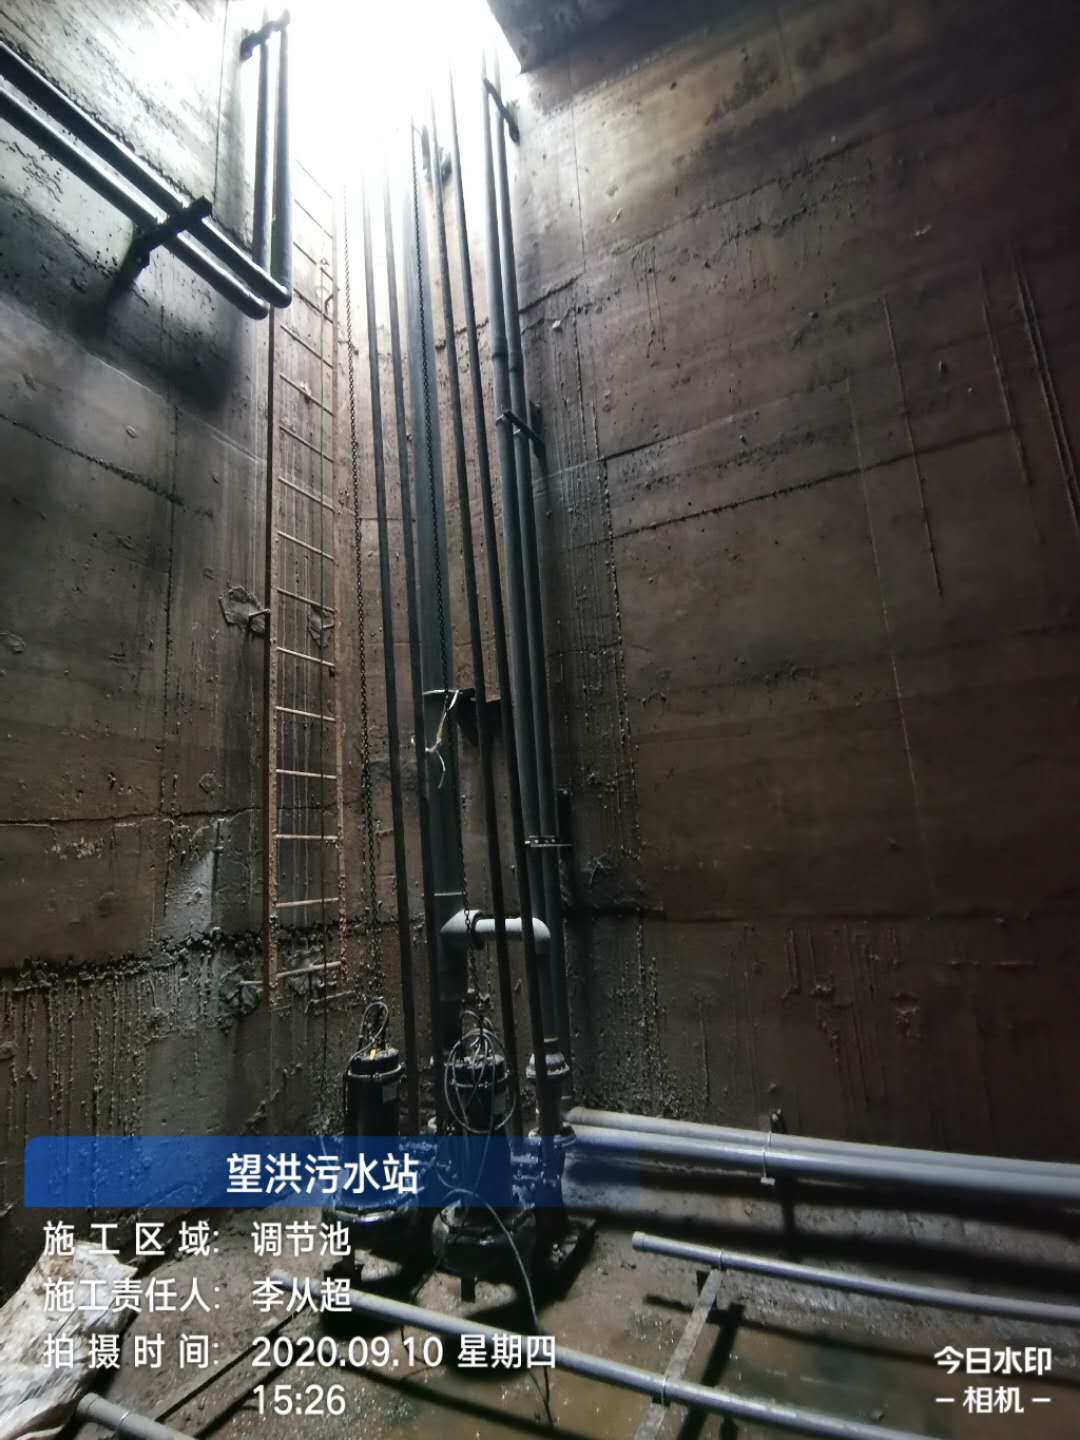 望洪污水站
施工区域: 调节池
施工责任人: 李从超
拍摄时间: 2020.09.10 星期四
15:26
今日水印
-相机-